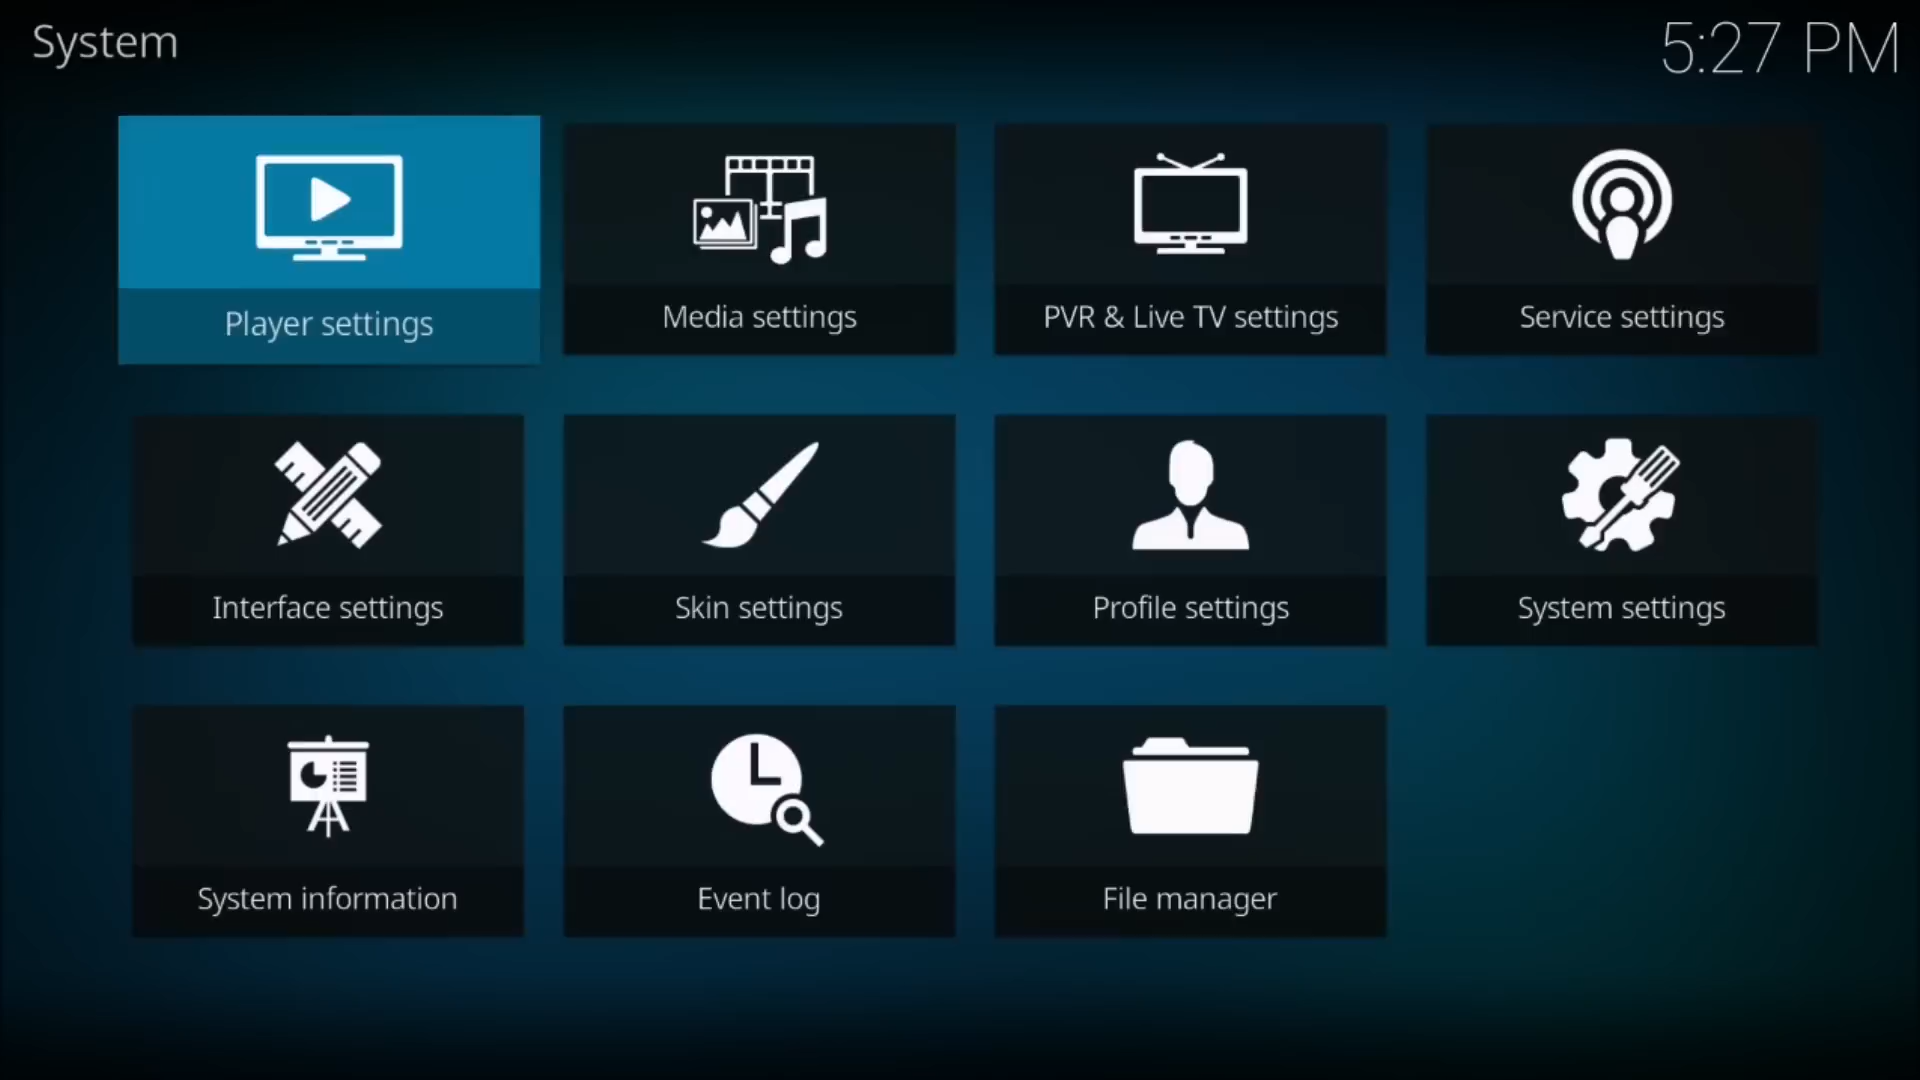 System
5:27 PM
Player settings
Media settings
PVR & Live TV settings
Service settings
Interface settings
Skin settings
Profile settings
System settings
System information
Event log
File manager